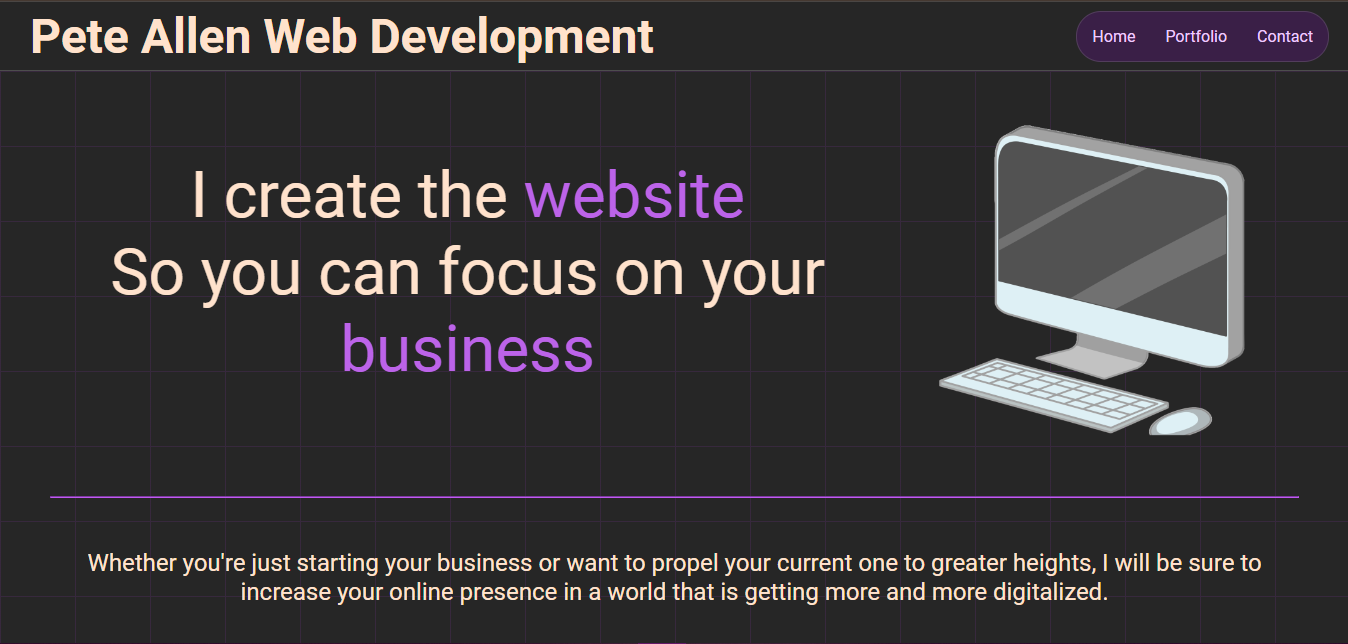 Pete Allen Web Development
Home Portfolio Contact
I create the website
So you can focus on your
business
Whether you're just starting your business or want to propel your current one to greater heights, I will be sure to
increase your online presence in a world that is getting more and more digitalized.